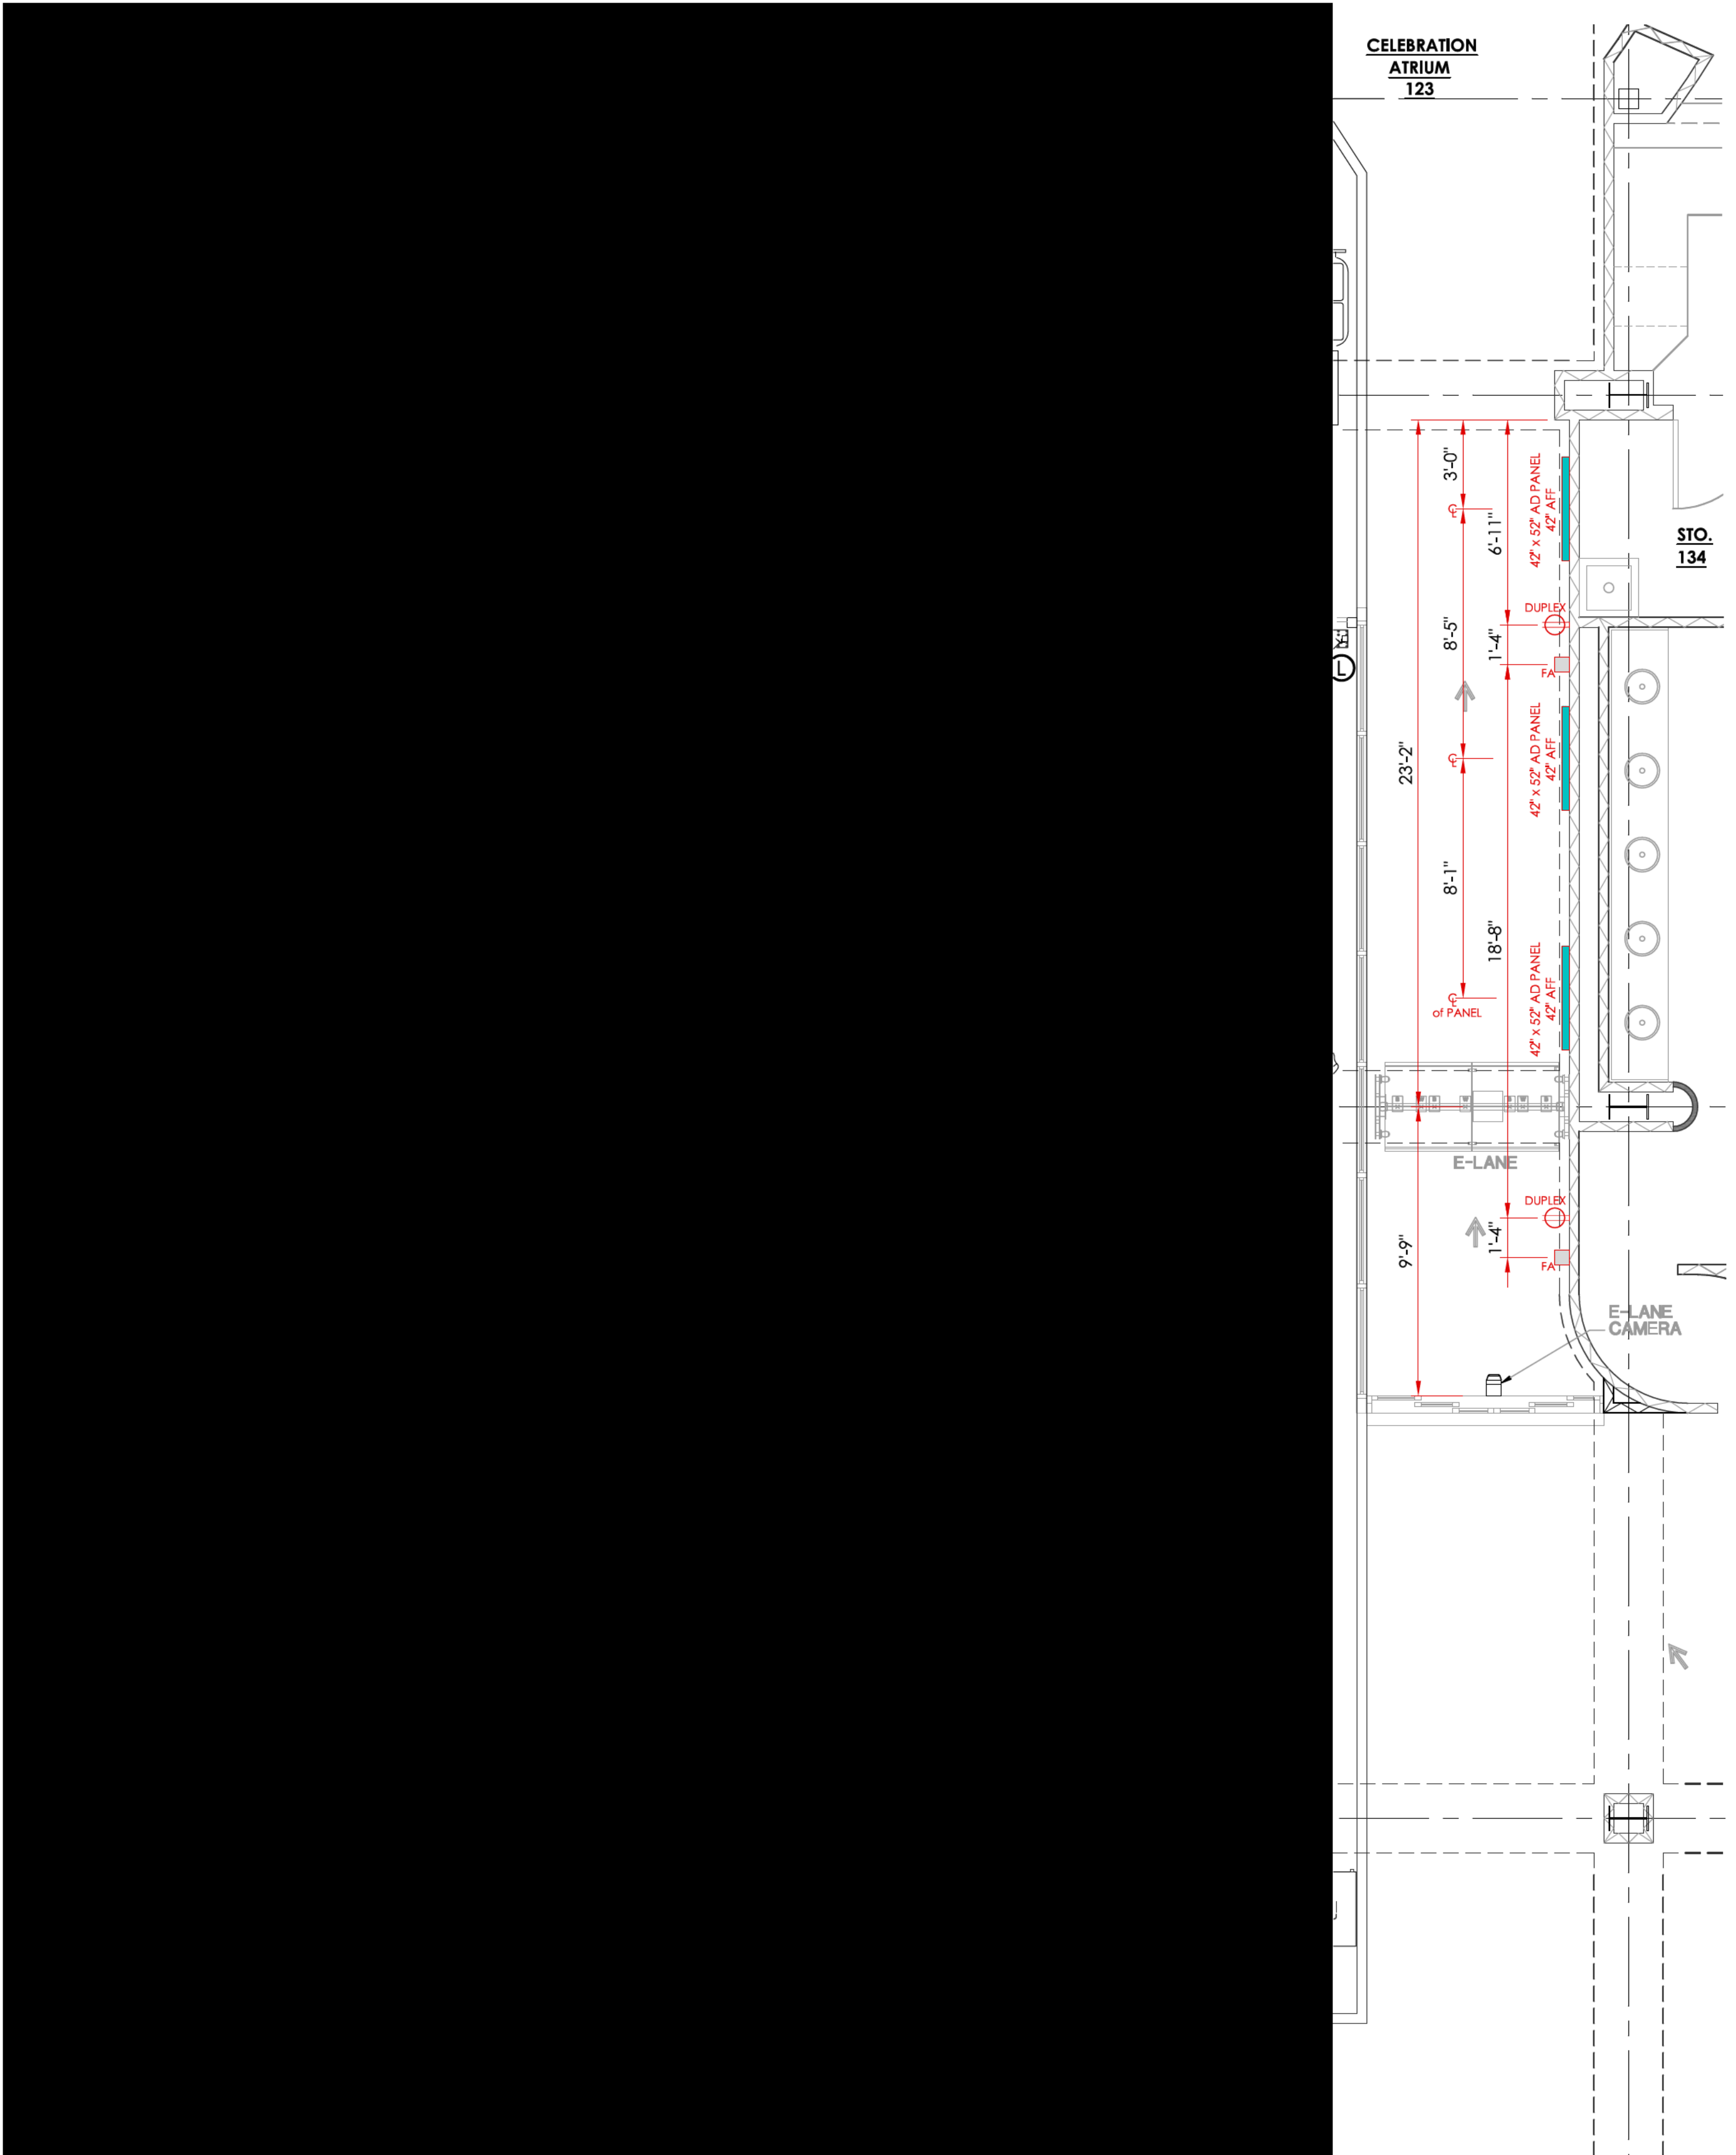 CELEBRATION
ATRIUM
123
3'-0"
6'-11"
42" x 52" AD PANEL
42" AFF
STO.
134
℄
DUPLEX
8'-5"
1'-4"
FA
L
23'-2"
42" x 52" AD PANEL
42" AFF
℄
8'-1"
18'-8"
42" x 52" AD PANEL
42" AFF
℄
of PANEL
E-LANE
DUPLEX
9'-9"
1'-4"
FA
E-LANE
CAMERA